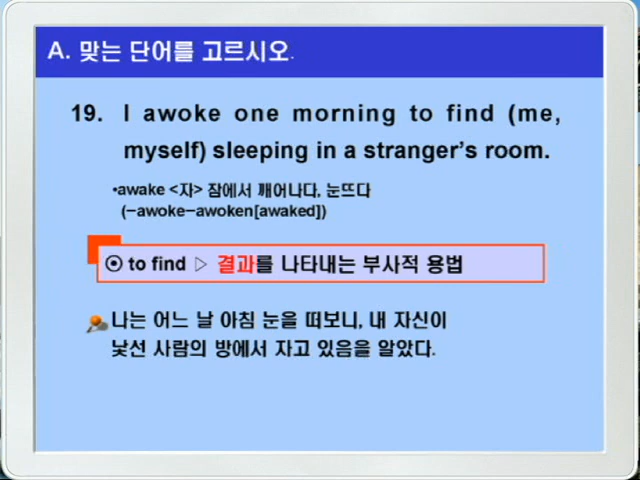 A. 맞는 단어를 고르시오.
19. I awoke one morning to find (me,
myself) sleeping in a stranger's room.
•awake <자> 잠에서 깨어나다, 눈뜨다
(-awoke-awoken[awaked])
⊙ to find ▷ 결과를 나타내는 부사적 용법
나는 어느 날 아침 눈을 떠보니, 내 자신이
낯선 사람의 방에서 자고 있음을 알았다.